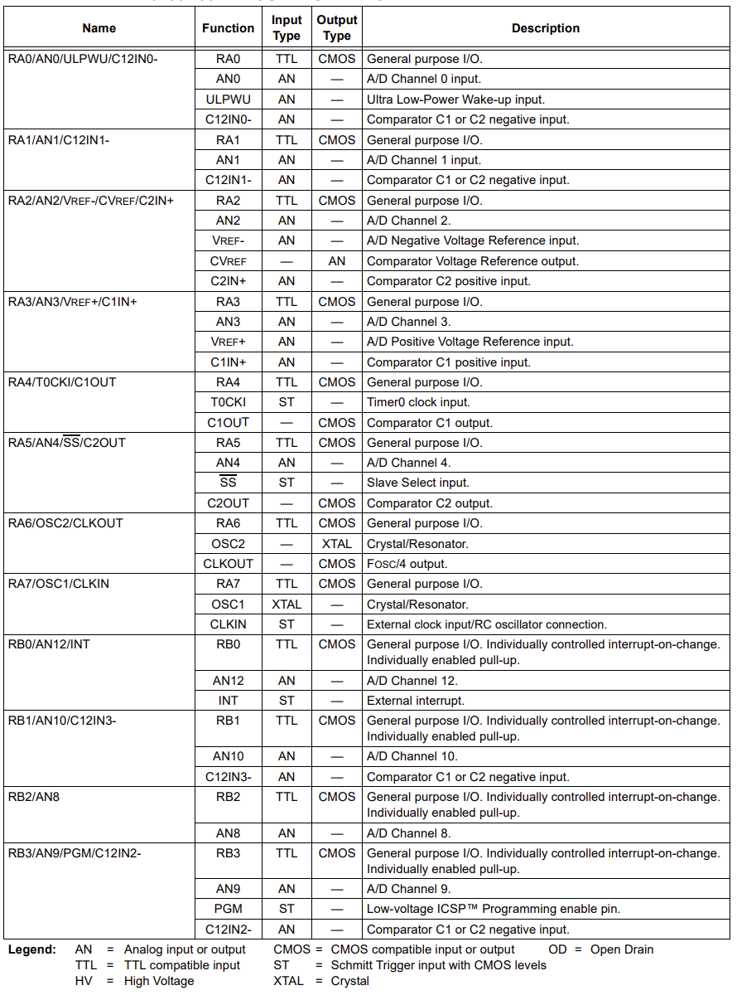 Name Function Input Type Output Type Description
RA0/AN0/ULPWU/C12IN0- RA0 TTL CMOS General purpose I/O.
AN0 AN — A/D Channel 0 input.
ULPWU AN — Ultra Low-Power Wake-up input.
C12IN0- AN — Comparator C1 or C2 negative input.
RA1/AN1/C12IN1- RA1 TTL CMOS General purpose I/O.
AN1 AN — A/D Channel 1 input.
C12IN1- AN — Comparator C1 or C2 negative input.
RA2/AN2/VREF-/CVREF/C2IN+ RA2 TTL CMOS General purpose I/O.
AN2 AN — A/D Channel 2.
VREF- AN — A/D Negative Voltage Reference input.
CVREF — AN Comparator Voltage Reference output.
C2IN+ AN — Comparator C2 positive input.
RA3/AN3/VREF+/C1IN+ RA3 TTL CMOS General purpose I/O.
AN3 AN — A/D Channel 3.
VREF+ AN — A/D Positive Voltage Reference input.
C1IN+ AN — Comparator C1 positive input.
RA4/T0CKI/C1OUT RA4 TTL CMOS General purpose I/O.
T0CKI ST — Timer0 clock input.
C1OUT — CMOS Comparator C1 output.
RA5/AN4/S̅S̅/C2OUT RA5 TTL CMOS General purpose I/O.
AN4 AN — A/D Channel 4.
S̅S̅ ST — Slave Select input.
C2OUT — CMOS Comparator C2 output.
RA6/OSC2/CLKOUT RA6 TTL CMOS General purpose I/O.
OSC2 — XTAL Crystal/Resonator.
CLKOUT — CMOS FOSC/4 output.
RA7/OSC1/CLKIN RA7 TTL CMOS General purpose I/O.
OSC1 XTAL — Crystal/Resonator.
CLKIN ST — External clock input/RC oscillator connection.
RB0/AN12/INT RB0 TTL CMOS General purpose I/O. Individually controlled interrupt-on-change.
Individually enabled pull-up.
AN12 AN — A/D Channel 12.
INT ST — External interrupt.
RB1/AN10/C12IN3- RB1 TTL CMOS General purpose I/O. Individually controlled interrupt-on-change.
Individually enabled pull-up.
AN10 AN — A/D Channel 10.
C12IN3- AN — Comparator C1 or C2 negative input.
RB2/AN8 RB2 TTL CMOS General purpose I/O. Individually controlled interrupt-on-change.
Individually enabled pull-up.
AN8 AN — A/D Channel 8.
RB3/AN9/PGM/C12IN2- RB3 TTL CMOS General purpose I/O. Individually controlled interrupt-on-change.
Individually enabled pull-up.
AN9 AN — A/D Channel 9.
PGM ST — Low-voltage ICSP™ Programming enable pin.
C12IN2- AN — Comparator C1 or C2 negative input.
Legend: AN = Analog input or output CMOS = CMOS compatible input or output OD = Open Drain
TTL = TTL compatible input ST = Schmitt Trigger input with CMOS levels
HV = High Voltage XTAL = Crystal